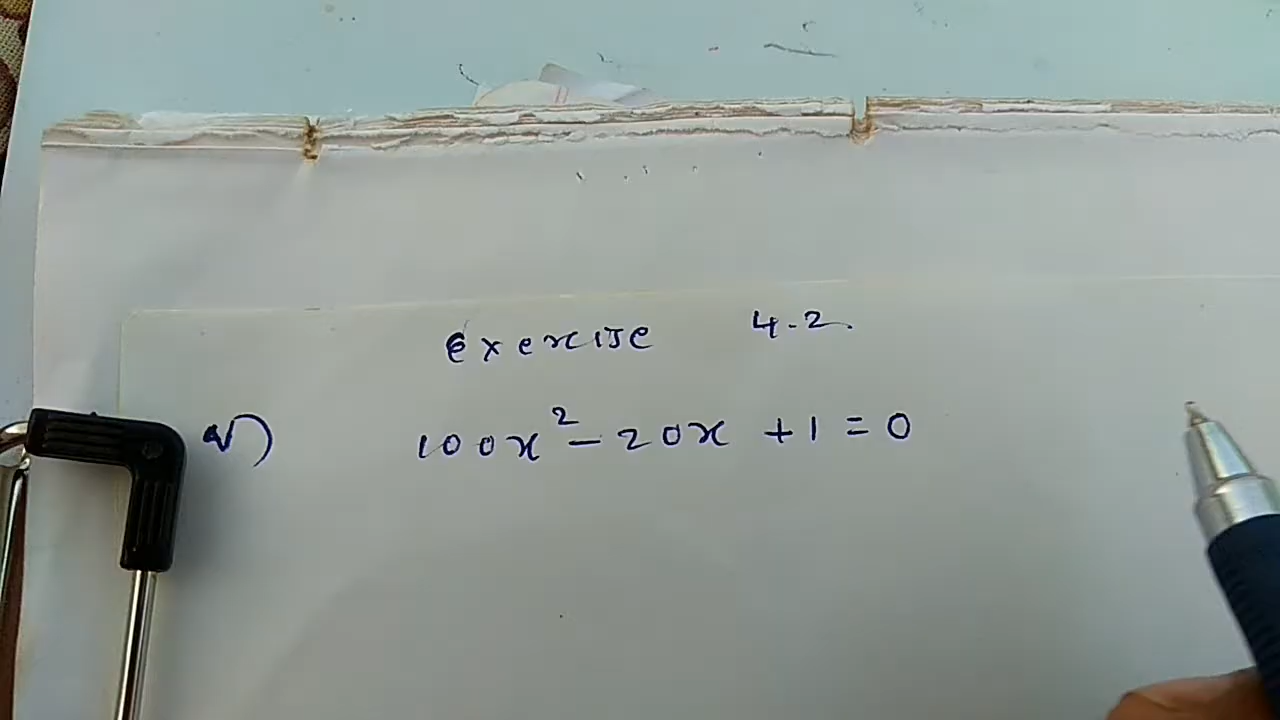 exercise 4.2.
v) 100x² - 20x + 1 = 0